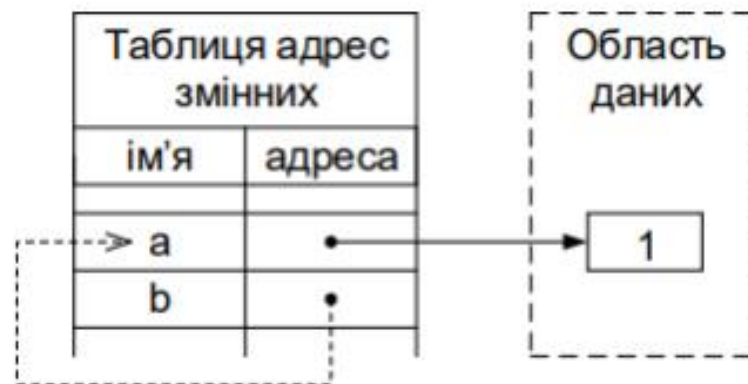 Таблиця адрес
змінних
ім'я адреса
a
b
Область
даних
1